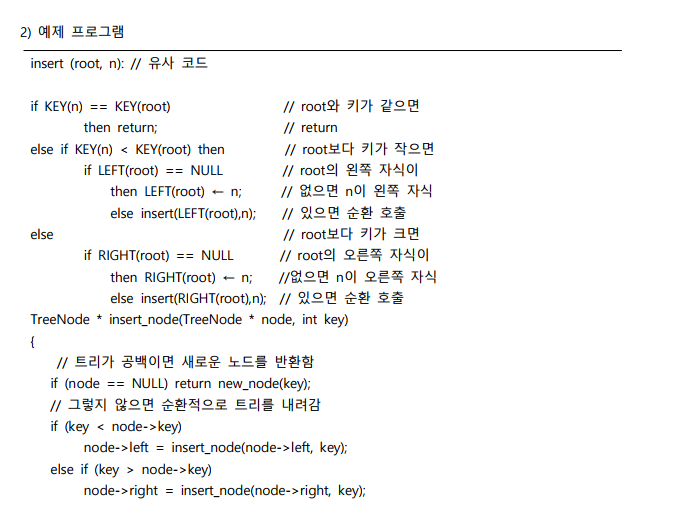 2) 예제 프로그램
insert (root, n): // 유사 코드
if KEY(n) == KEY(root) // root와 키가 같으면
then return; // return
else if KEY(n) < KEY(root) then // root보다 키가 작으면
if LEFT(root) == NULL // root의 왼쪽 자식이
then LEFT(root) ← n; // 없으면 n이 왼쪽 자식
else insert(LEFT(root),n); // 있으면 순환 호출
else // root보다 키가 크면
if RIGHT(root) == NULL // root의 오른쪽 자식이
then RIGHT(root) ← n; //없으면 n이 오른쪽 자식
else insert(RIGHT(root),n); // 있으면 순환 호출
TreeNode * insert_node(TreeNode * node, int key)
{
// 트리가 공백이면 새로운 노드를 반환함
if (node == NULL) return new_node(key);
// 그렇지 않으면 순환적으로 트리를 내려감
if (key < node->key)
node->left = insert_node(node->left, key);
else if (key > node->key)
node->right = insert_node(node->right, key);